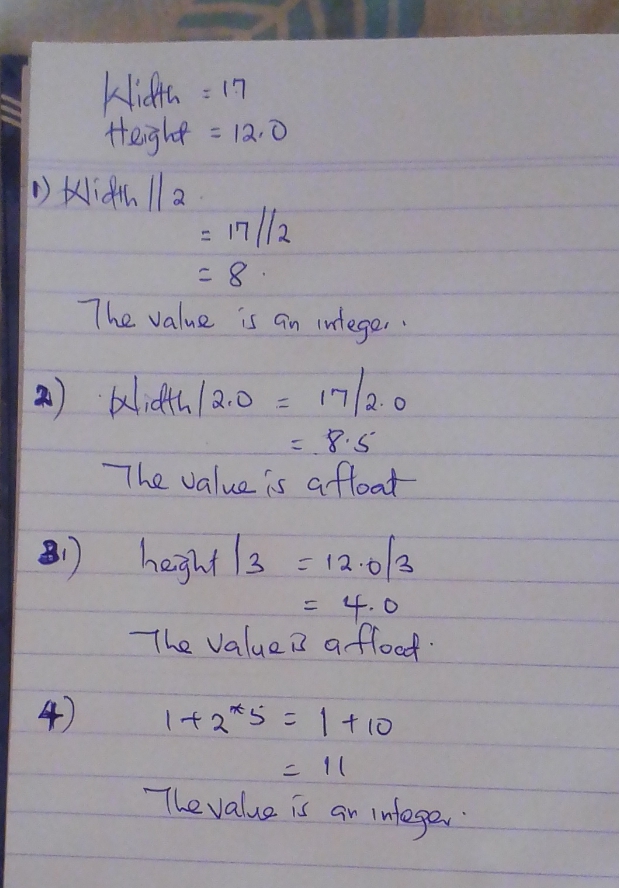 Width = 17
Height = 12.0
1) Width // 2
= 17//2
= 8.
The value is an integer.
2) Width/2.0 = 17/2.0
= 8.5
The value is a float
3.) height/3 = 12.0/3
= 4.0
The value is a float.
4) 1+2*5 = 1+10
= 11
The value is an integer.